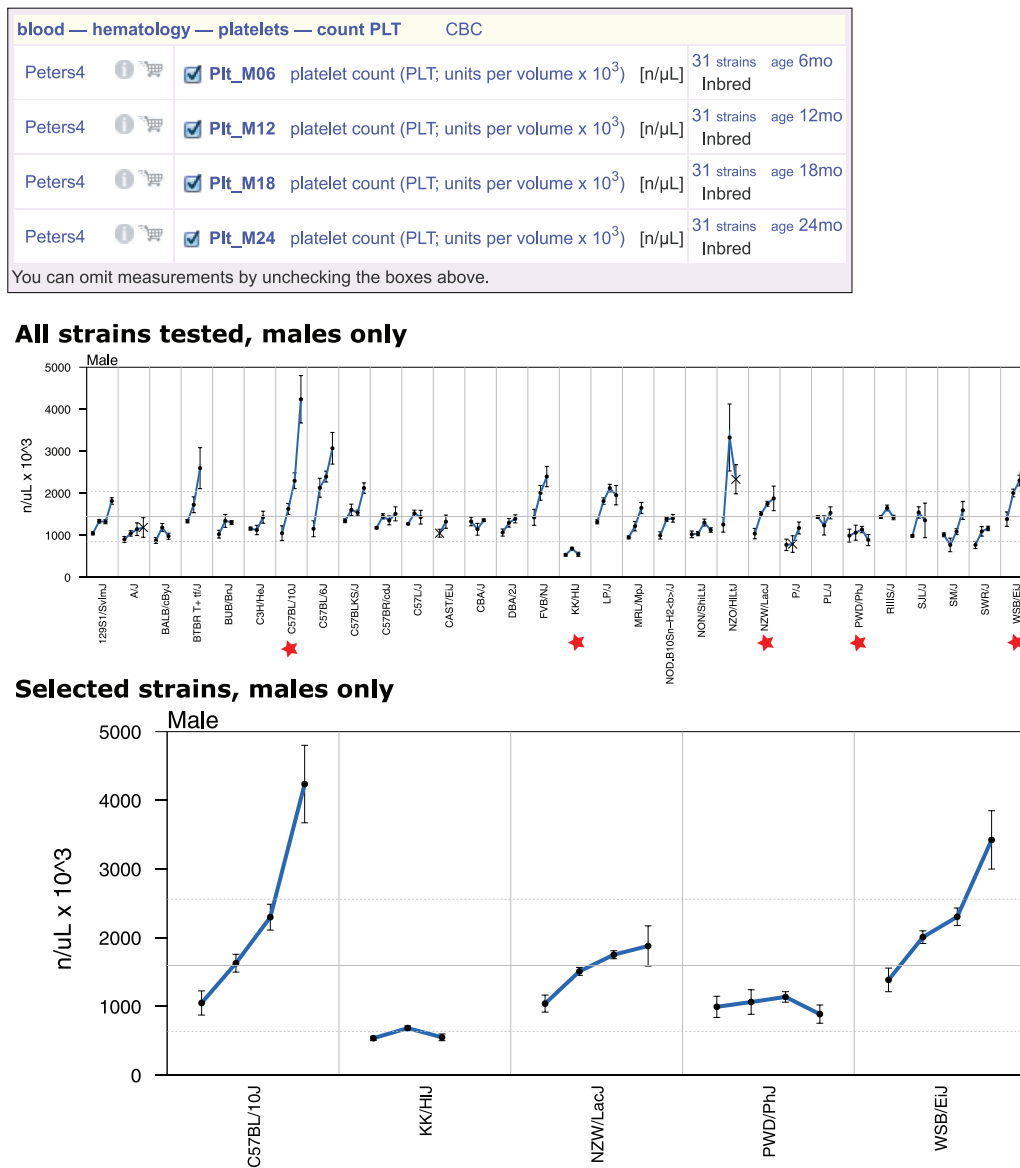 blood — hematology — platelets — count PLT CBC
Peters4 Plt_M06 platelet count (PLT; units per volume x 10³) [n/µL] 31 strains age 6mo
Inbred
Peters4 Plt_M12 platelet count (PLT; units per volume x 10³) [n/µL] 31 strains age 12mo
Inbred
Peters4 Plt_M18 platelet count (PLT; units per volume x 10³) [n/µL] 31 strains age 18mo
Inbred
Peters4 Plt_M24 platelet count (PLT; units per volume x 10³) [n/µL] 31 strains age 24mo
Inbred
You can omit measurements by unchecking the boxes above.
All strains tested, males only
Male
5000
4000
3000
2000
1000
0
n/uL x 10^3
129S1/SvImJ
A/J
BALB/cByJ
BTBR T+ tf/J
BUB/BnJ
C3H/HeJ
C57BL/10J
C57BL/6J
C57BLKS/J
C57BR/cdJ
C57L/J
CAST/EiJ
CBA/J
DBA/2J
FVB/NJ
KK/HlJ
LP/J
MRL/MpJ
NOD.B10Sn−H2<b>/J
NON/ShiLtJ
NZO/HlLtJ
NZW/LacJ
P/J
PL/J
PWD/PhJ
RIIIS/J
SJL/J
SM/J
SWR/J
WSB/EiJ
Selected strains, males only
Male
5000
4000
3000
2000
1000
0
n/uL x 10^3
C57BL/10J
KK/HlJ
NZW/LacJ
PWD/PhJ
WSB/EiJ